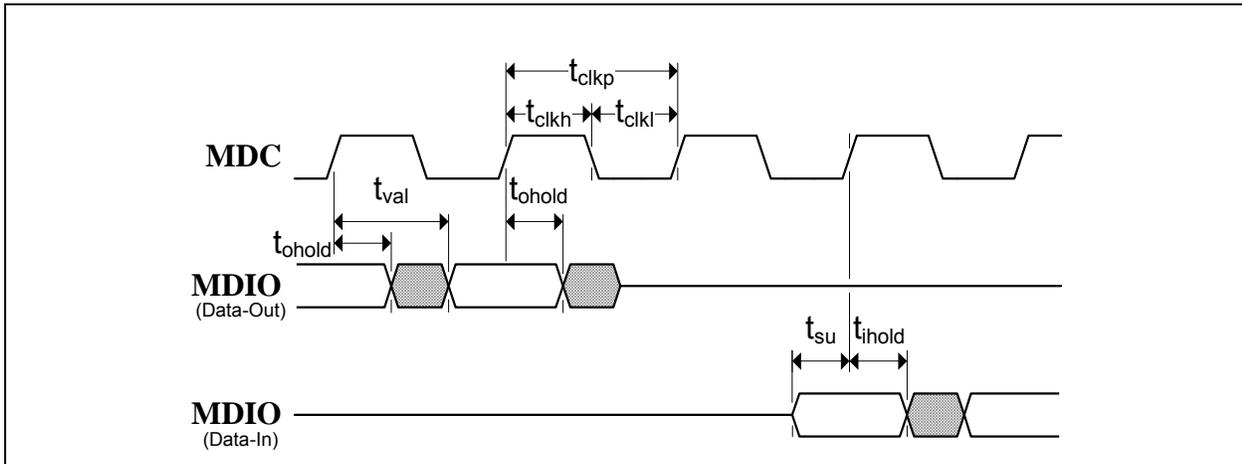 tclkp
tclkh tclkl
MDC
tval tohold
tohold
MDIO
(Data-Out)
tsu tihold
MDIO
(Data-In)